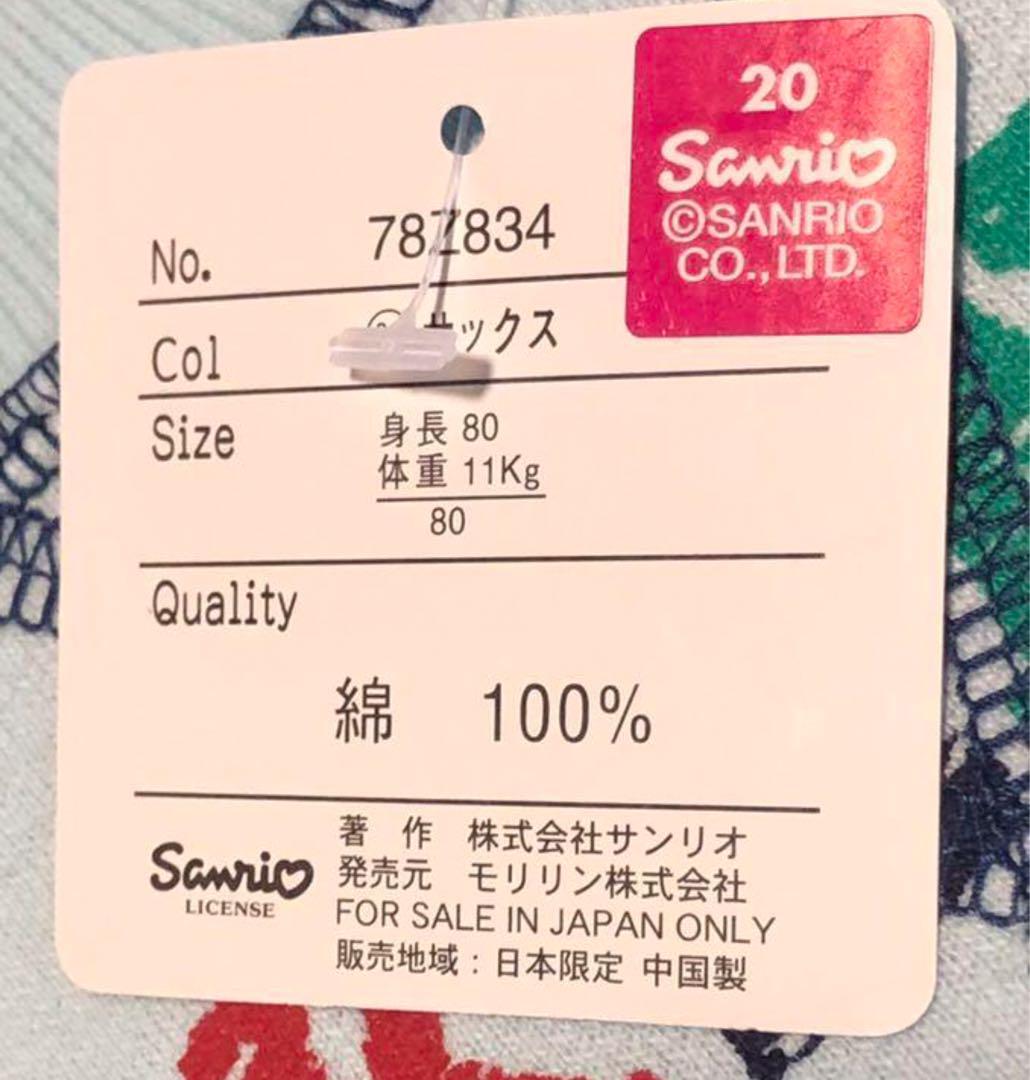 20
Sanrio
©SANRIO
CO.,LTD.
No. 787834
Col サックス
Size
身長 80
体重 11Kg
80
Quality
綿 100%
Sanrio
LICENSE
著 作 株式会社サンリオ
発売元 モリリン株式会社
FOR SALE IN JAPAN ONLY
販売地域：日本限定 中国製